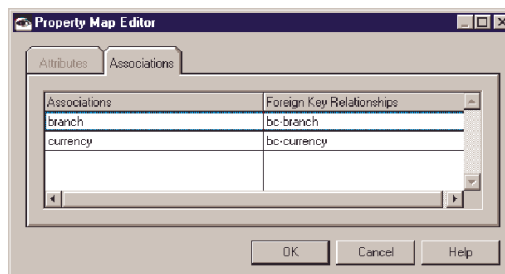 Property Map Editor
Attributes Associations
Associations Foreign Key Relationships
branch bc-branch
currency bc-currency
OK Cancel Help